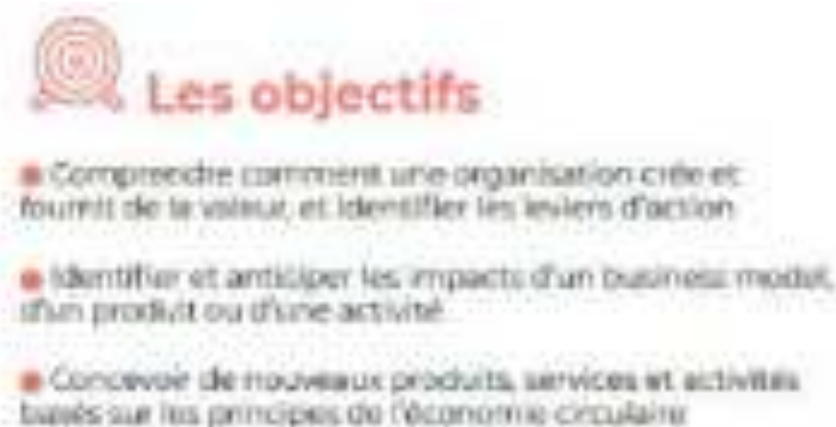 Les objectifs
Comprendre comment une organisation crée et
fournit de la valeur, et identifier les leviers d'action
Identifier et anticiper les impacts d'un business model,
d'un produit ou d'une activité
Concevoir de nouveaux produits, services et activités
basés sur les principes de l'économie circulaire